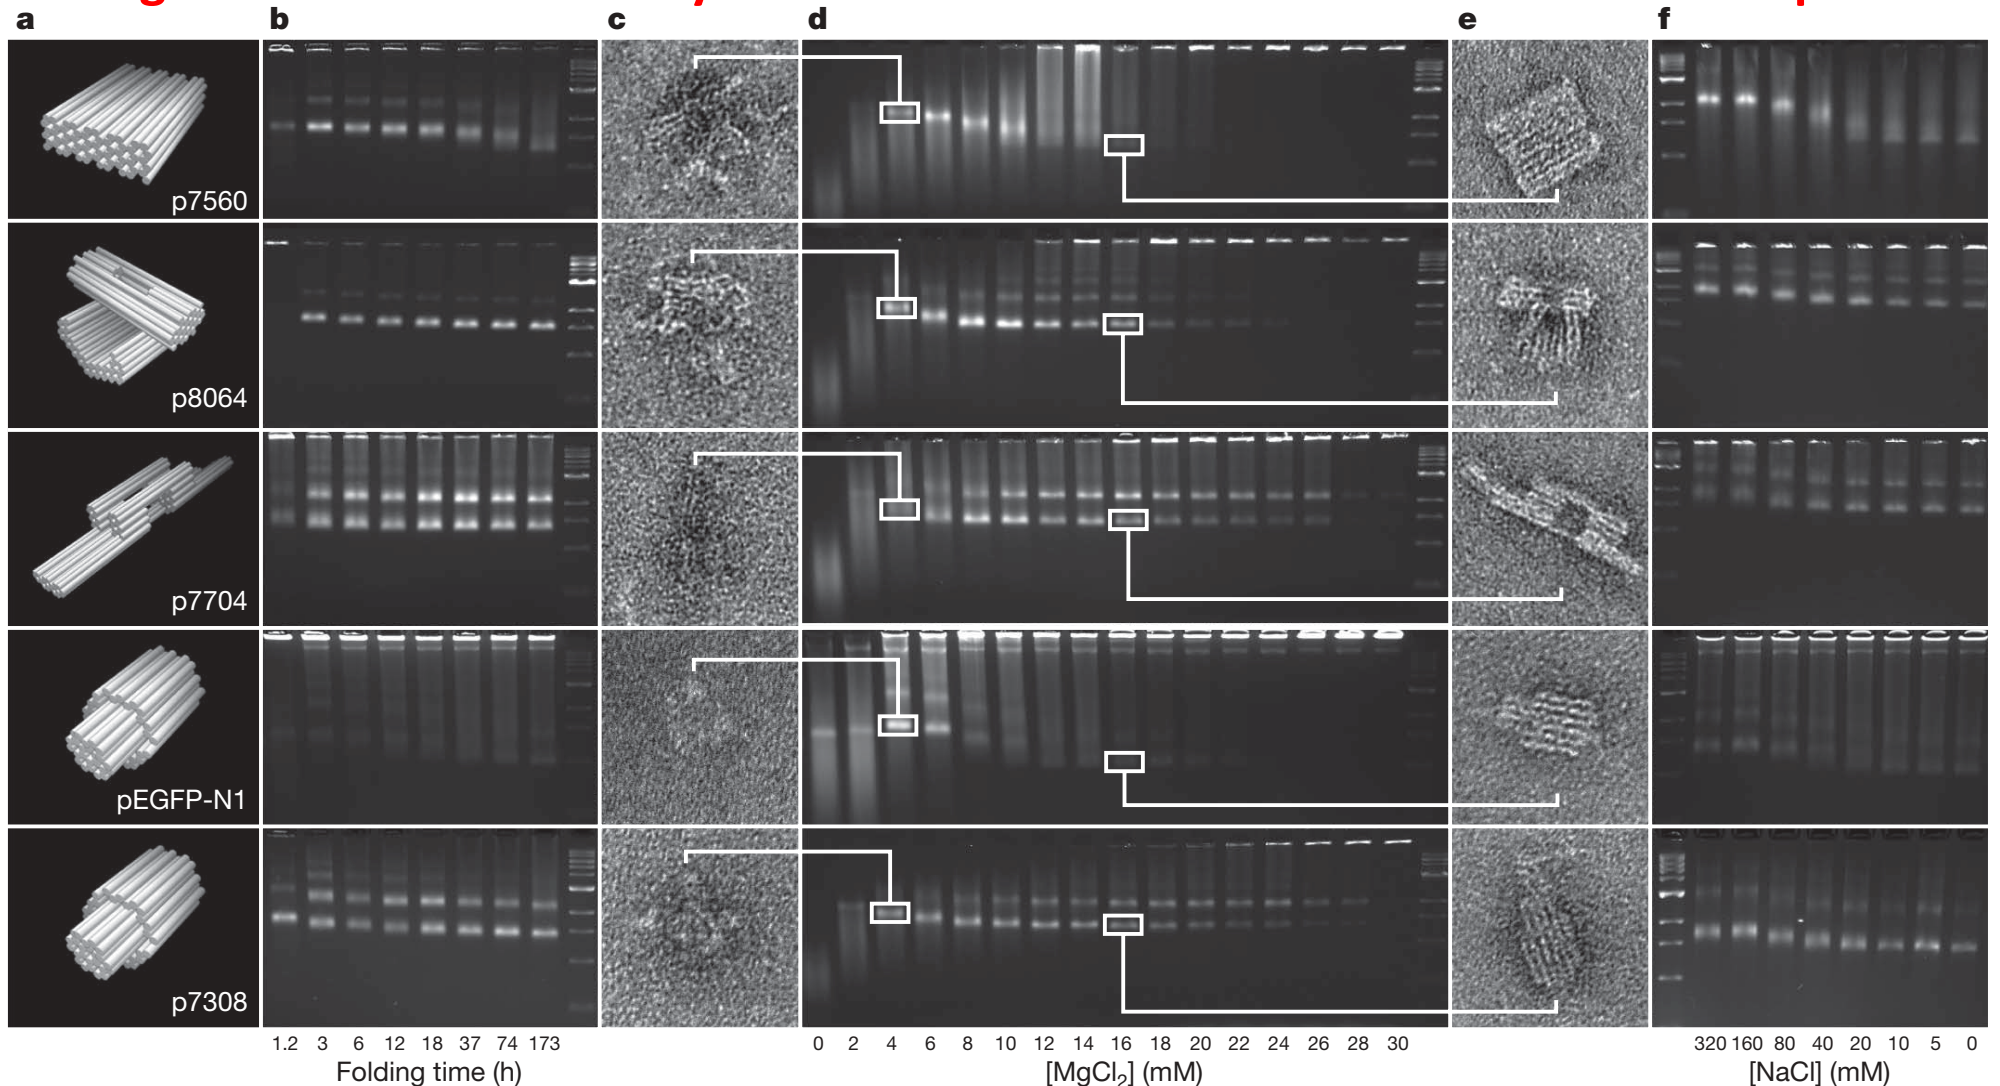 a b c d e f
p7560
p8064
p7704
pEGFP-N1
p7308
1.2 3 6 12 18 37 74 173 0 2 4 6 8 10 12 14 16 18 20 22 24 26 28 30 320 160 80 40 20 10 5 0
Folding time (h) [MgCl₂] (mM) [NaCl] (mM)